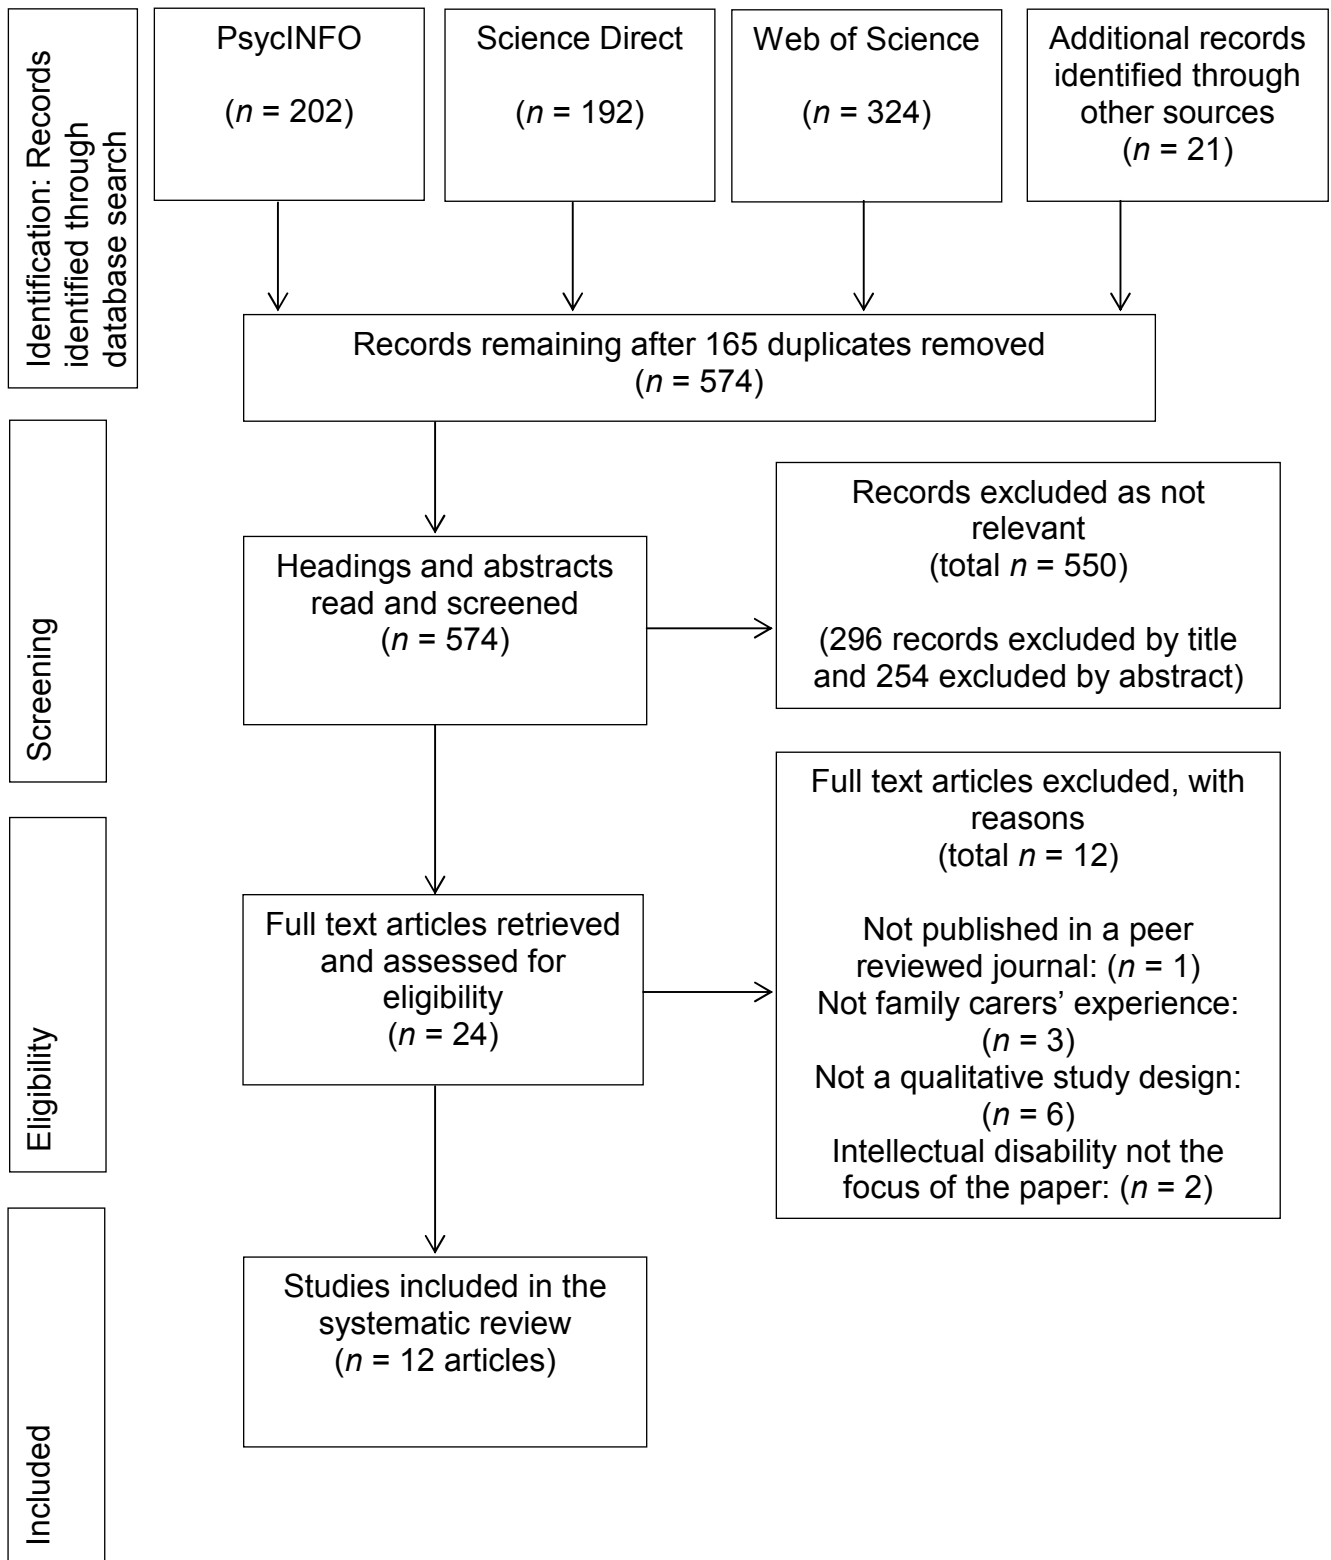 Identification: Records
identified through
database search
PsycINFO
(n = 202)
Science Direct
(n = 192)
Web of Science
(n = 324)
Additional records
identified through
other sources
(n = 21)
Records remaining after 165 duplicates removed
(n = 574)
Screening
Headings and abstracts
read and screened
(n = 574)
Records excluded as not
relevant
(total n = 550)
(296 records excluded by title
and 254 excluded by abstract)
Eligibility
Full text articles retrieved
and assessed for
eligibility
(n = 24)
Full text articles excluded, with
reasons
(total n = 12)
Not published in a peer
reviewed journal: (n = 1)
Not family carers’ experience:
(n = 3)
Not a qualitative study design:
(n = 6)
Intellectual disability not the
focus of the paper: (n = 2)
Included
Studies included in the
systematic review
(n = 12 articles)